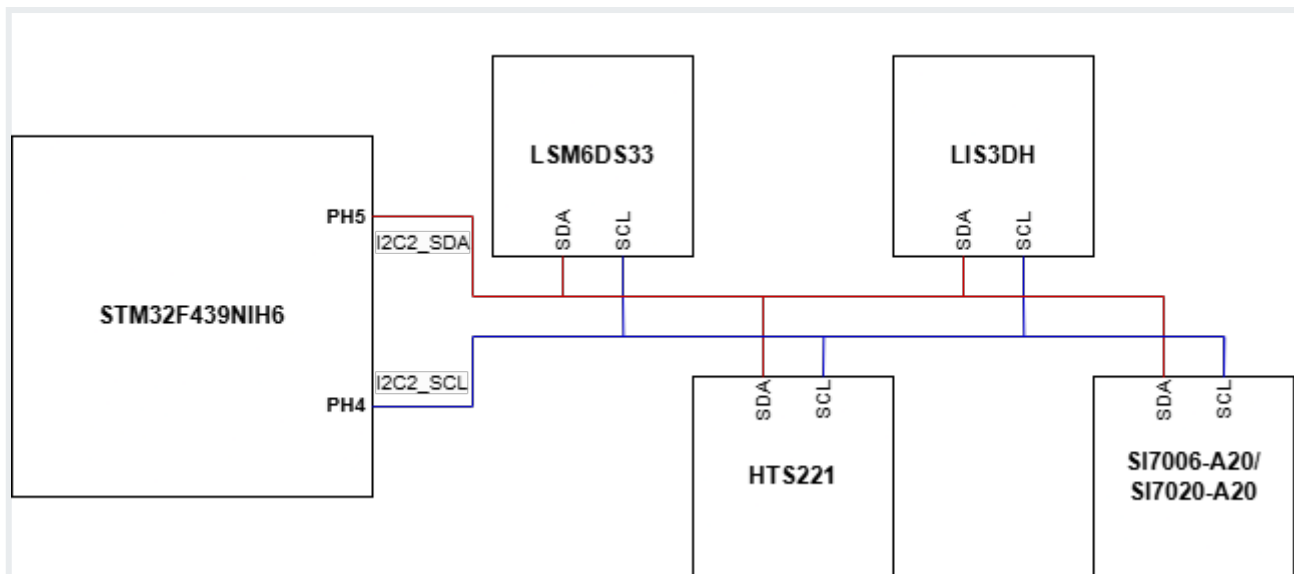 LSM6DS33
SDA
SCL
LIS3DH
SDA
SCL
PH5
I2C2_SDA
STM32F439NIH6
I2C2_SCL
PH4
SDA
SCL
HTS221
SDA
SCL
SI7006-A20/
SI7020-A20